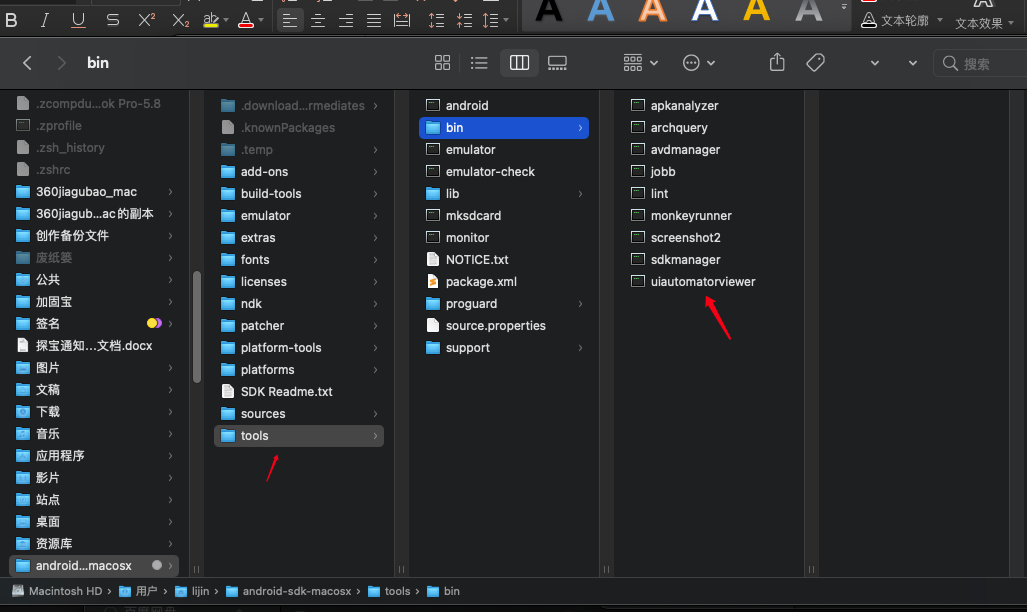 B I U S X² X₂ A
A A A A A A 文本轮廓 文本效果
bin
搜索
.zcompdu...ok Pro-5.8
.zprofile
.zsh_history
.zshrc
360jiagubao_mac
360jiagub...ac的副本
创作备份文件
废纸篓
公共
加固宝
签名
探宝通知...文档.docx
图片
文稿
下载
音乐
应用程序
影片
站点
桌面
资源库
android...macosx
.download...rmediates
.knownPackages
.temp
add-ons
build-tools
emulator
extras
fonts
licenses
ndk
patcher
platform-tools
platforms
SDK Readme.txt
sources
tools
android
bin
emulator
emulator-check
lib
mksdcard
monitor
NOTICE.txt
package.xml
proguard
source.properties
support
apkanalyzer
archquery
avdmanager
jobb
lint
monkeyrunner
screenshot2
sdkmanager
uiautomatorviewer
Macintosh HD › 用户 › lijin › android-sdk-macosx › tools › bin